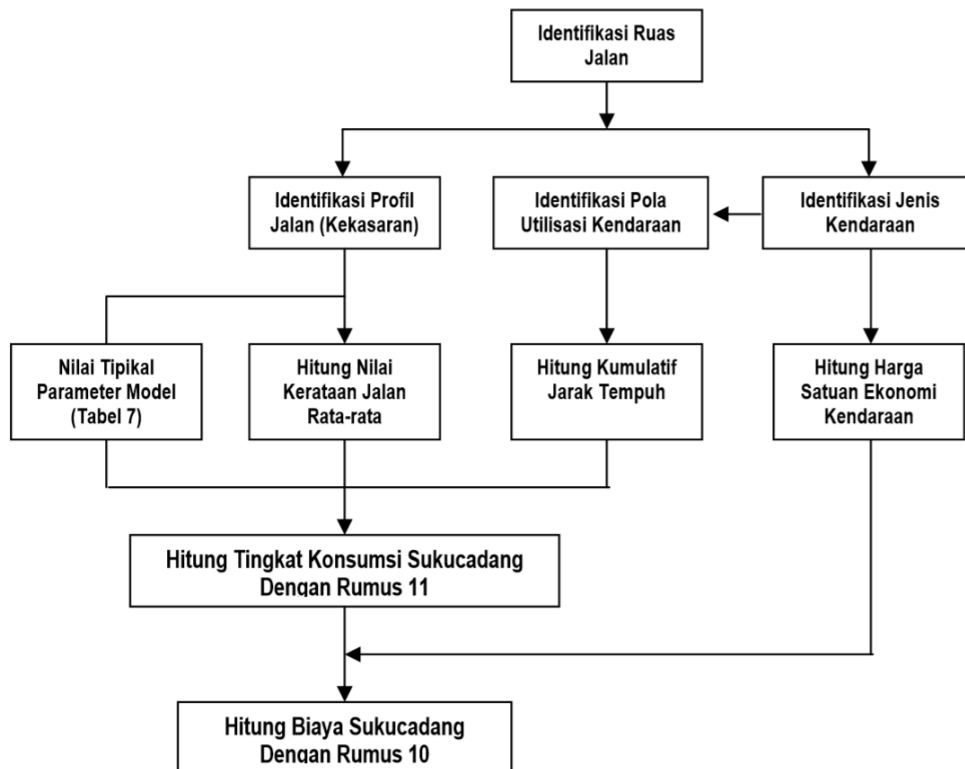 Identifikasi Ruas
Jalan
Identifikasi Profil
Jalan (Kekasaran)
Identifikasi Pola
Utilisasi Kendaraan
Identifikasi Jenis
Kendaraan
Nilai Tipikal
Parameter Model
(Tabel 7)
Hitung Nilai
Kerataan Jalan
Rata-rata
Hitung Kumulatif
Jarak Tempuh
Hitung Harga
Satuan Ekonomi
Kendaraan
Hitung Tingkat Konsumsi Sukucadang
Dengan Rumus 11
Hitung Biaya Sukucadang
Dengan Rumus 10